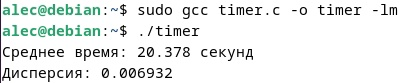 alec@debian:~$ sudo gcc timer.c -o timer -lm
alec@debian:~$ ./timer
Среднее время: 20.378 секунд
Дисперсия: 0.006932